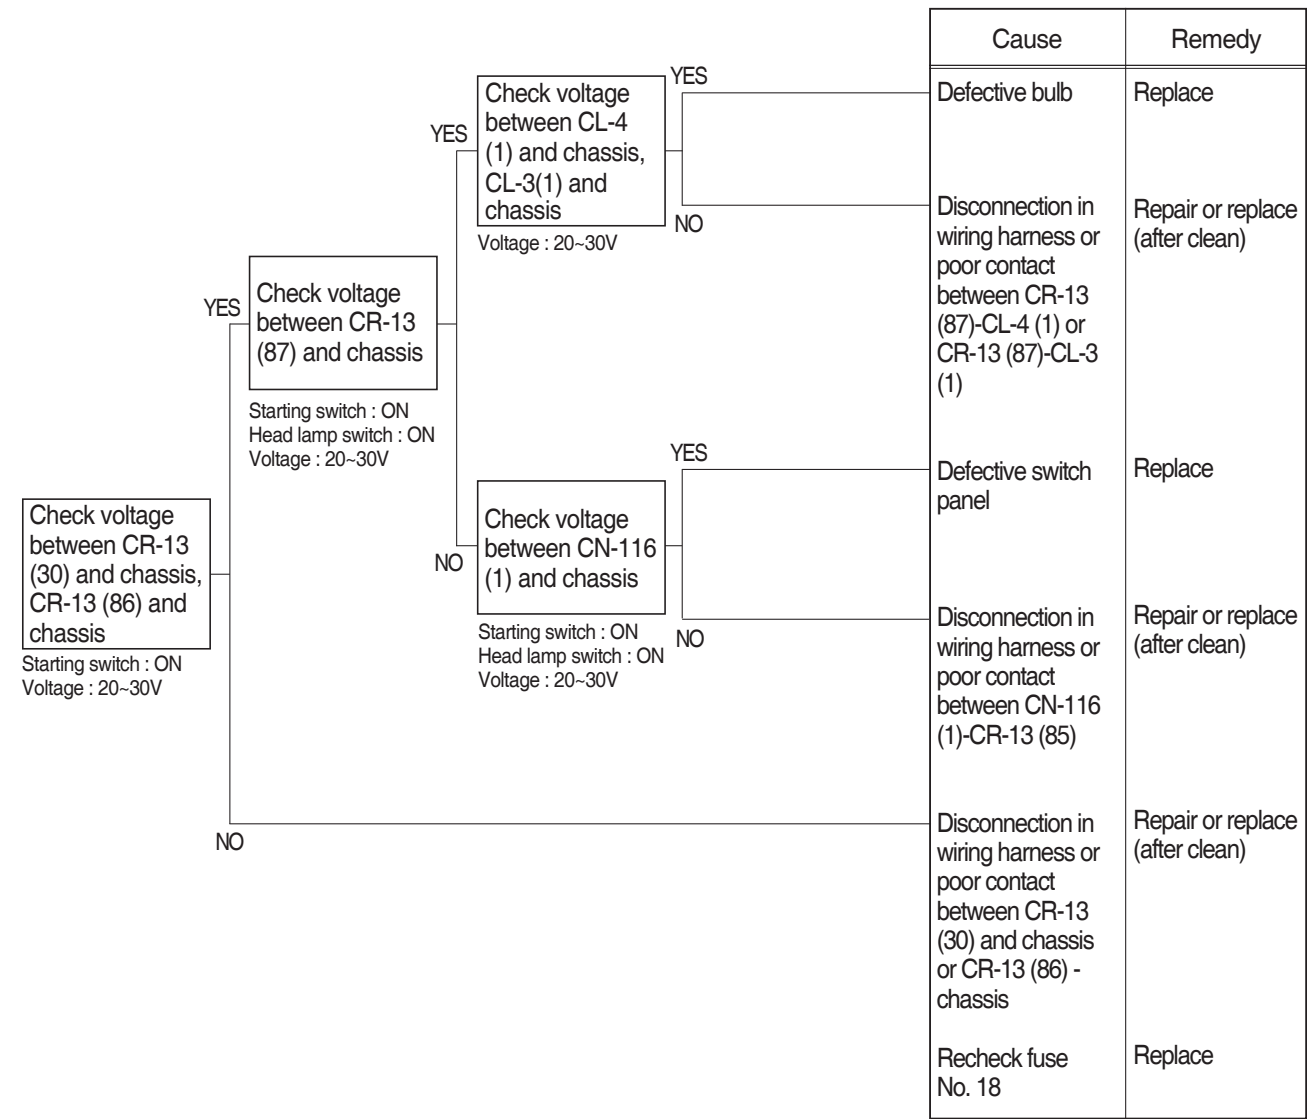 Cause
Remedy
Check voltage
between CR-13
(30) and chassis,
CR-13 (86) and
chassis
Starting switch : ON
Voltage : 20~30V
YES
NO
Check voltage
between CR-13
(87) and chassis
Starting switch : ON
Head lamp switch : ON
Voltage : 20~30V
YES
NO
Check voltage
between CL-4
(1) and chassis,
CL-3(1) and
chassis
Voltage : 20~30V
YES
NO
Check voltage
between CN-116
(1) and chassis
Starting switch : ON
Head lamp switch : ON
Voltage : 20~30V
YES
NO
Defective bulb
Replace
Disconnection in
wiring harness or
poor contact
between CR-13
(87)-CL-4 (1) or
CR-13 (87)-CL-3
(1)
Repair or replace
(after clean)
Defective switch
panel
Replace
Disconnection in
wiring harness or
poor contact
between CN-116
(1)-CR-13 (85)
Repair or replace
(after clean)
Disconnection in
wiring harness or
poor contact
between CR-13
(30) and chassis
or CR-13 (86) -
chassis
Repair or replace
(after clean)
Recheck fuse
No. 18
Replace